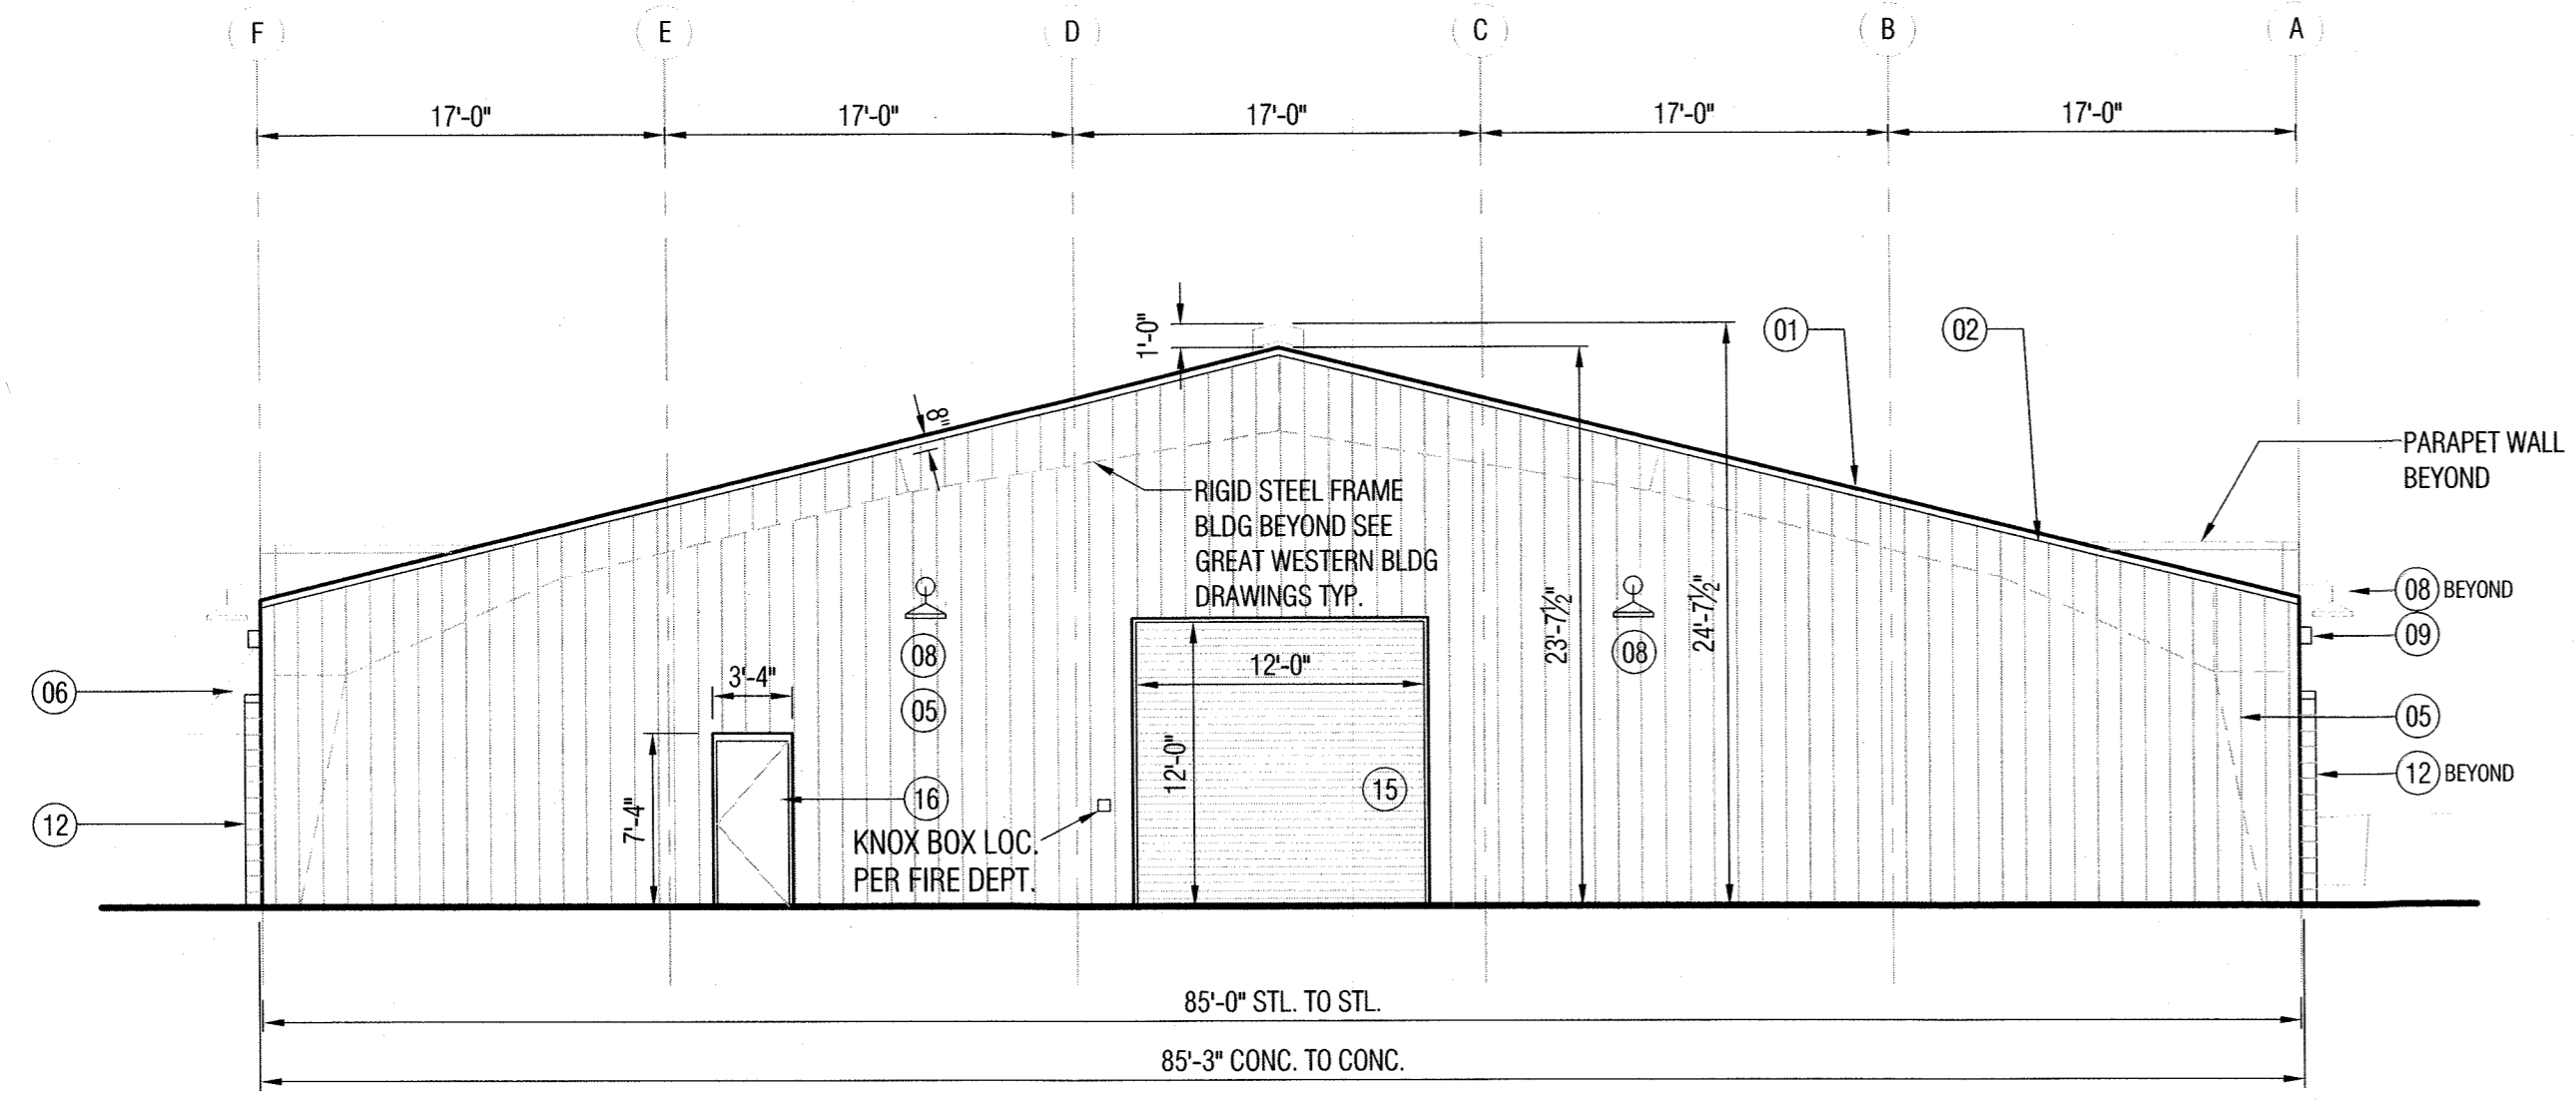 F E D C B A
17'-0" 17'-0" 17'-0" 17'-0" 17'-0"
1'-0"
01 02
8"
PARAPET WALL
BEYOND
RIGID STEEL FRAME
BLDG BEYOND SEE
GREAT WESTERN BLDG
DRAWINGS TYP.
23'-7½"
24'-7½"
08 BEYOND
09
08
08
06
3'-4"
12'-0"
05
05
7'-4"
12'-0"
16
15
12 BEYOND
12
KNOX BOX LOC.
PER FIRE DEPT.
85'-0" STL. TO STL.
85'-3" CONC. TO CONC.